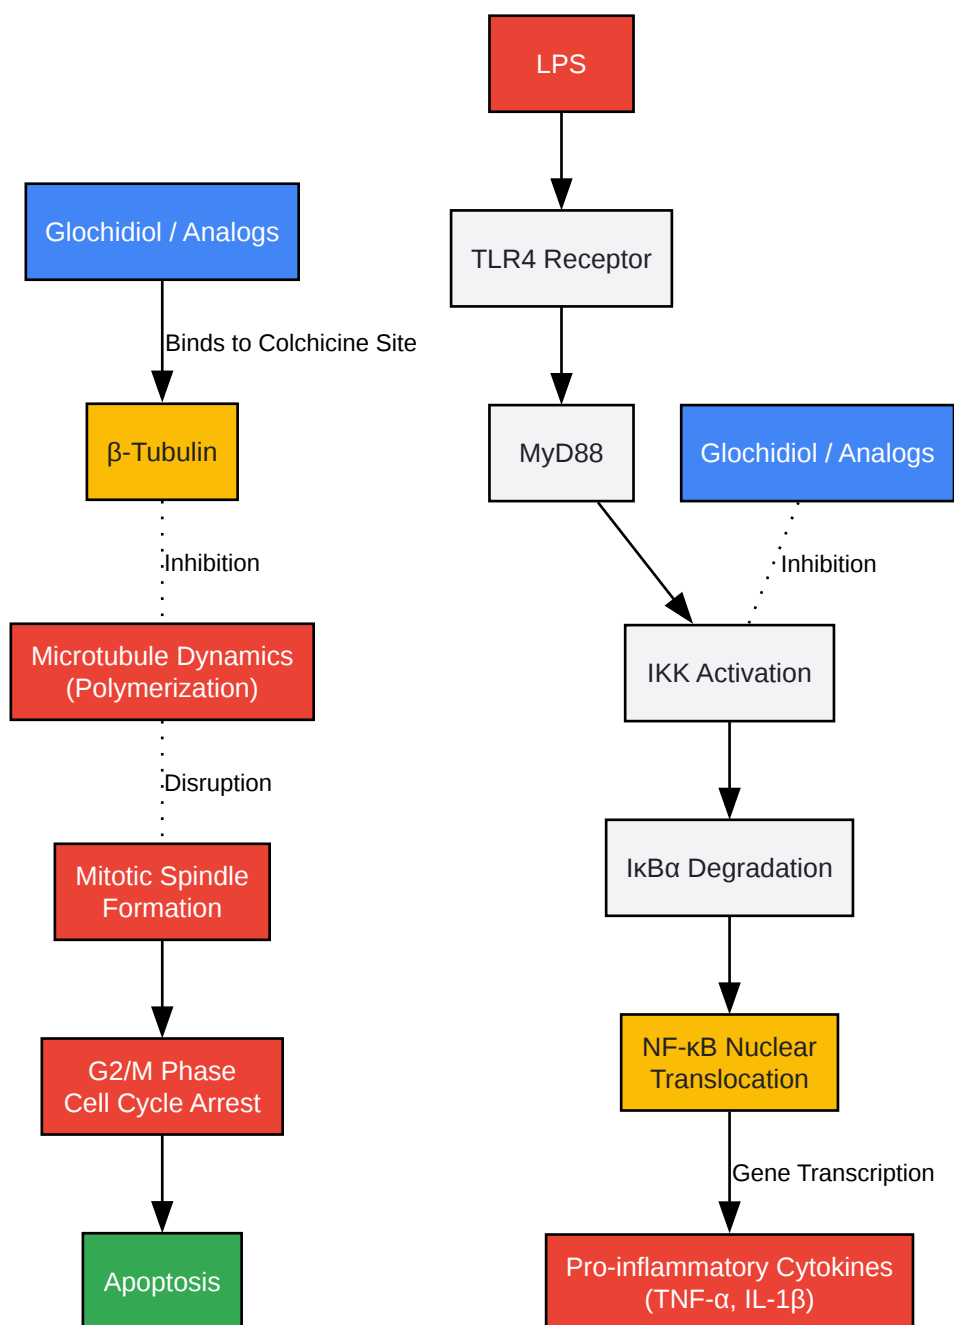 LPS
Glochidiol / Analogs
TLR4 Receptor
Binds to Colchicine Site
β-Tubulin
MyD88
Glochidiol / Analogs
Inhibition
Inhibition
Microtubule Dynamics
(Polymerization)
IKK Activation
Disruption
Mitotic Spindle
Formation
IκBα Degradation
G2/M Phase
Cell Cycle Arrest
NF-κB Nuclear
Translocation
Gene Transcription
Apoptosis
Pro-inflammatory Cytokines
(TNF-α, IL-1β)